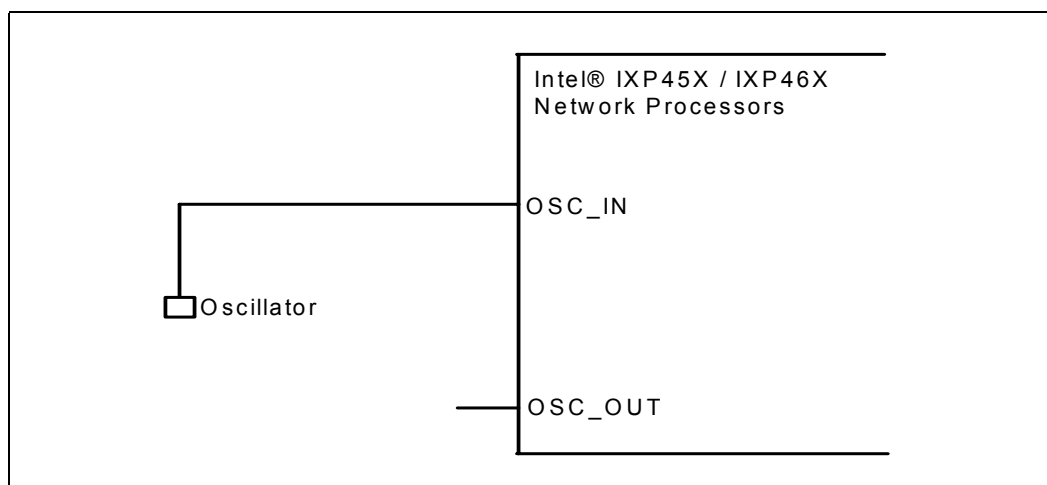 Intel® IXP45X / IXP46X
Network Processors
OSC_IN
Oscillator
OSC_OUT